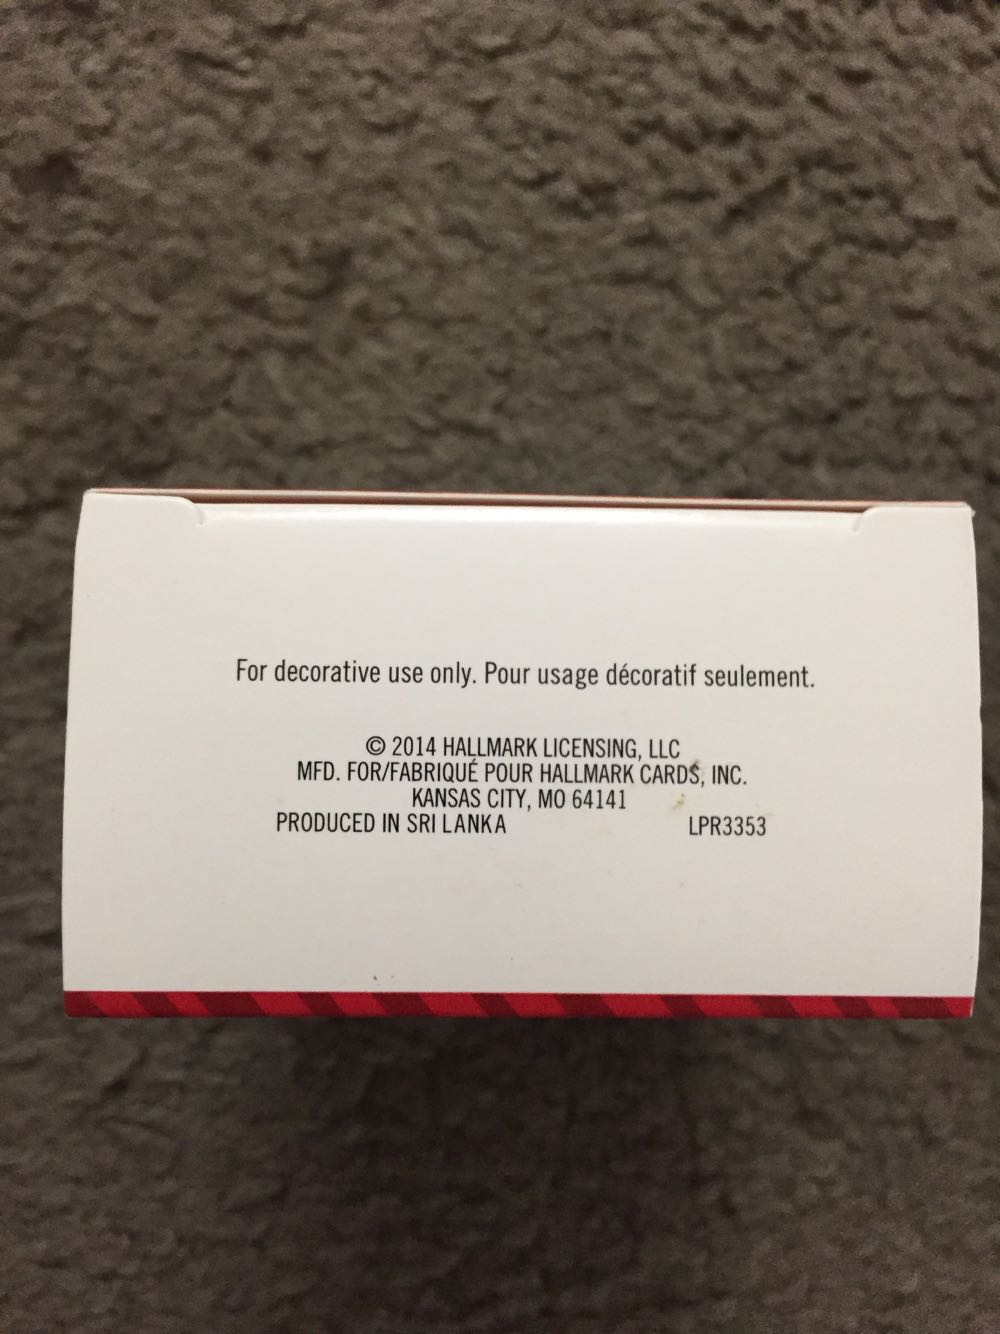 For decorative use only. Pour usage décoratif seulement.
© 2014 HALLMARK LICENSING, LLC
MFD. FOR/FABRIQUÉ POUR HALLMARK CARDS, INC.
KANSAS CITY, MO 64141
PRODUCED IN SRI LANKA LPR3353